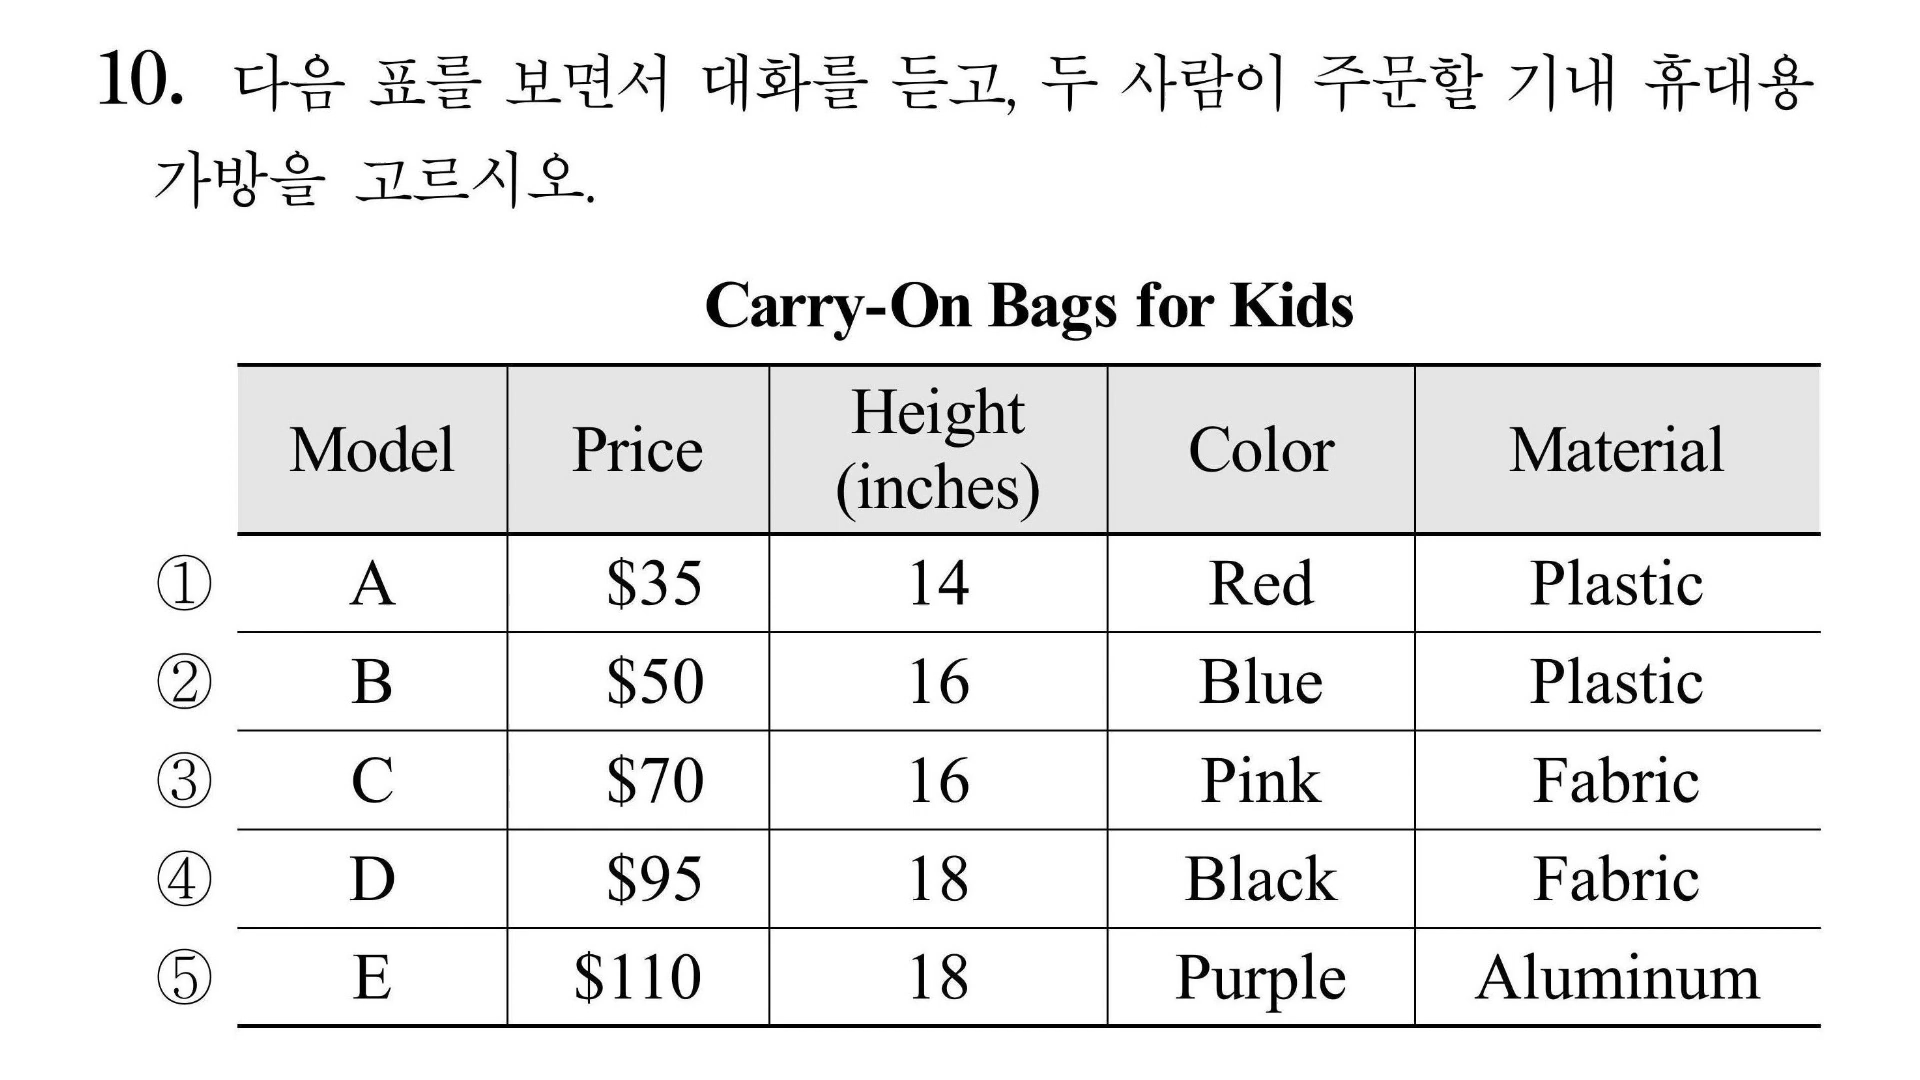 10. 다음 표를 보면서 대화를 듣고, 두 사람이 주문할 기내 휴대용
가방을 고르시오.
Carry-On Bags for Kids
Model Price Height (inches) Color Material
① A $35 14 Red Plastic
② B $50 16 Blue Plastic
③ C $70 16 Pink Fabric
④ D $95 18 Black Fabric
⑤ E $110 18 Purple Aluminum